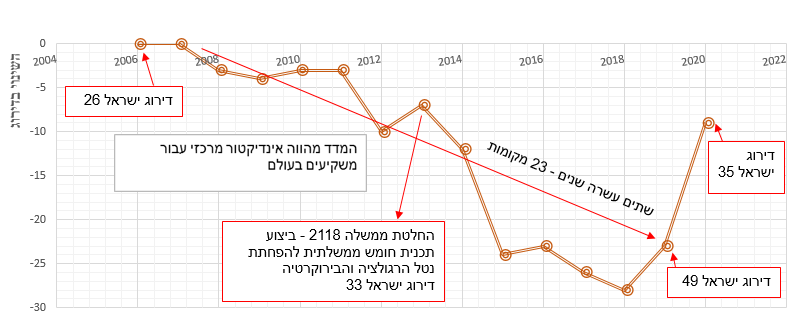 השינוי בדירוג
0
-5
-10
-15
-20
-25
-30
2004
2006
2008
2010
2012
2014
2016
2018
2020
2022
דירוג ישראל 26
המדד מהווה אינדיקטור מרכזי עבור
משקיעים בעולם
שתים עשרה שנים - 23 מקומות
דירוג
ישראל 35
החלטת ממשלה 2118 - ביצוע
תכנית חומש ממשלתית להפחתת
נטל הרגולציה והבירוקרטיה
דירוג ישראל 33
דירוג ישראל 49